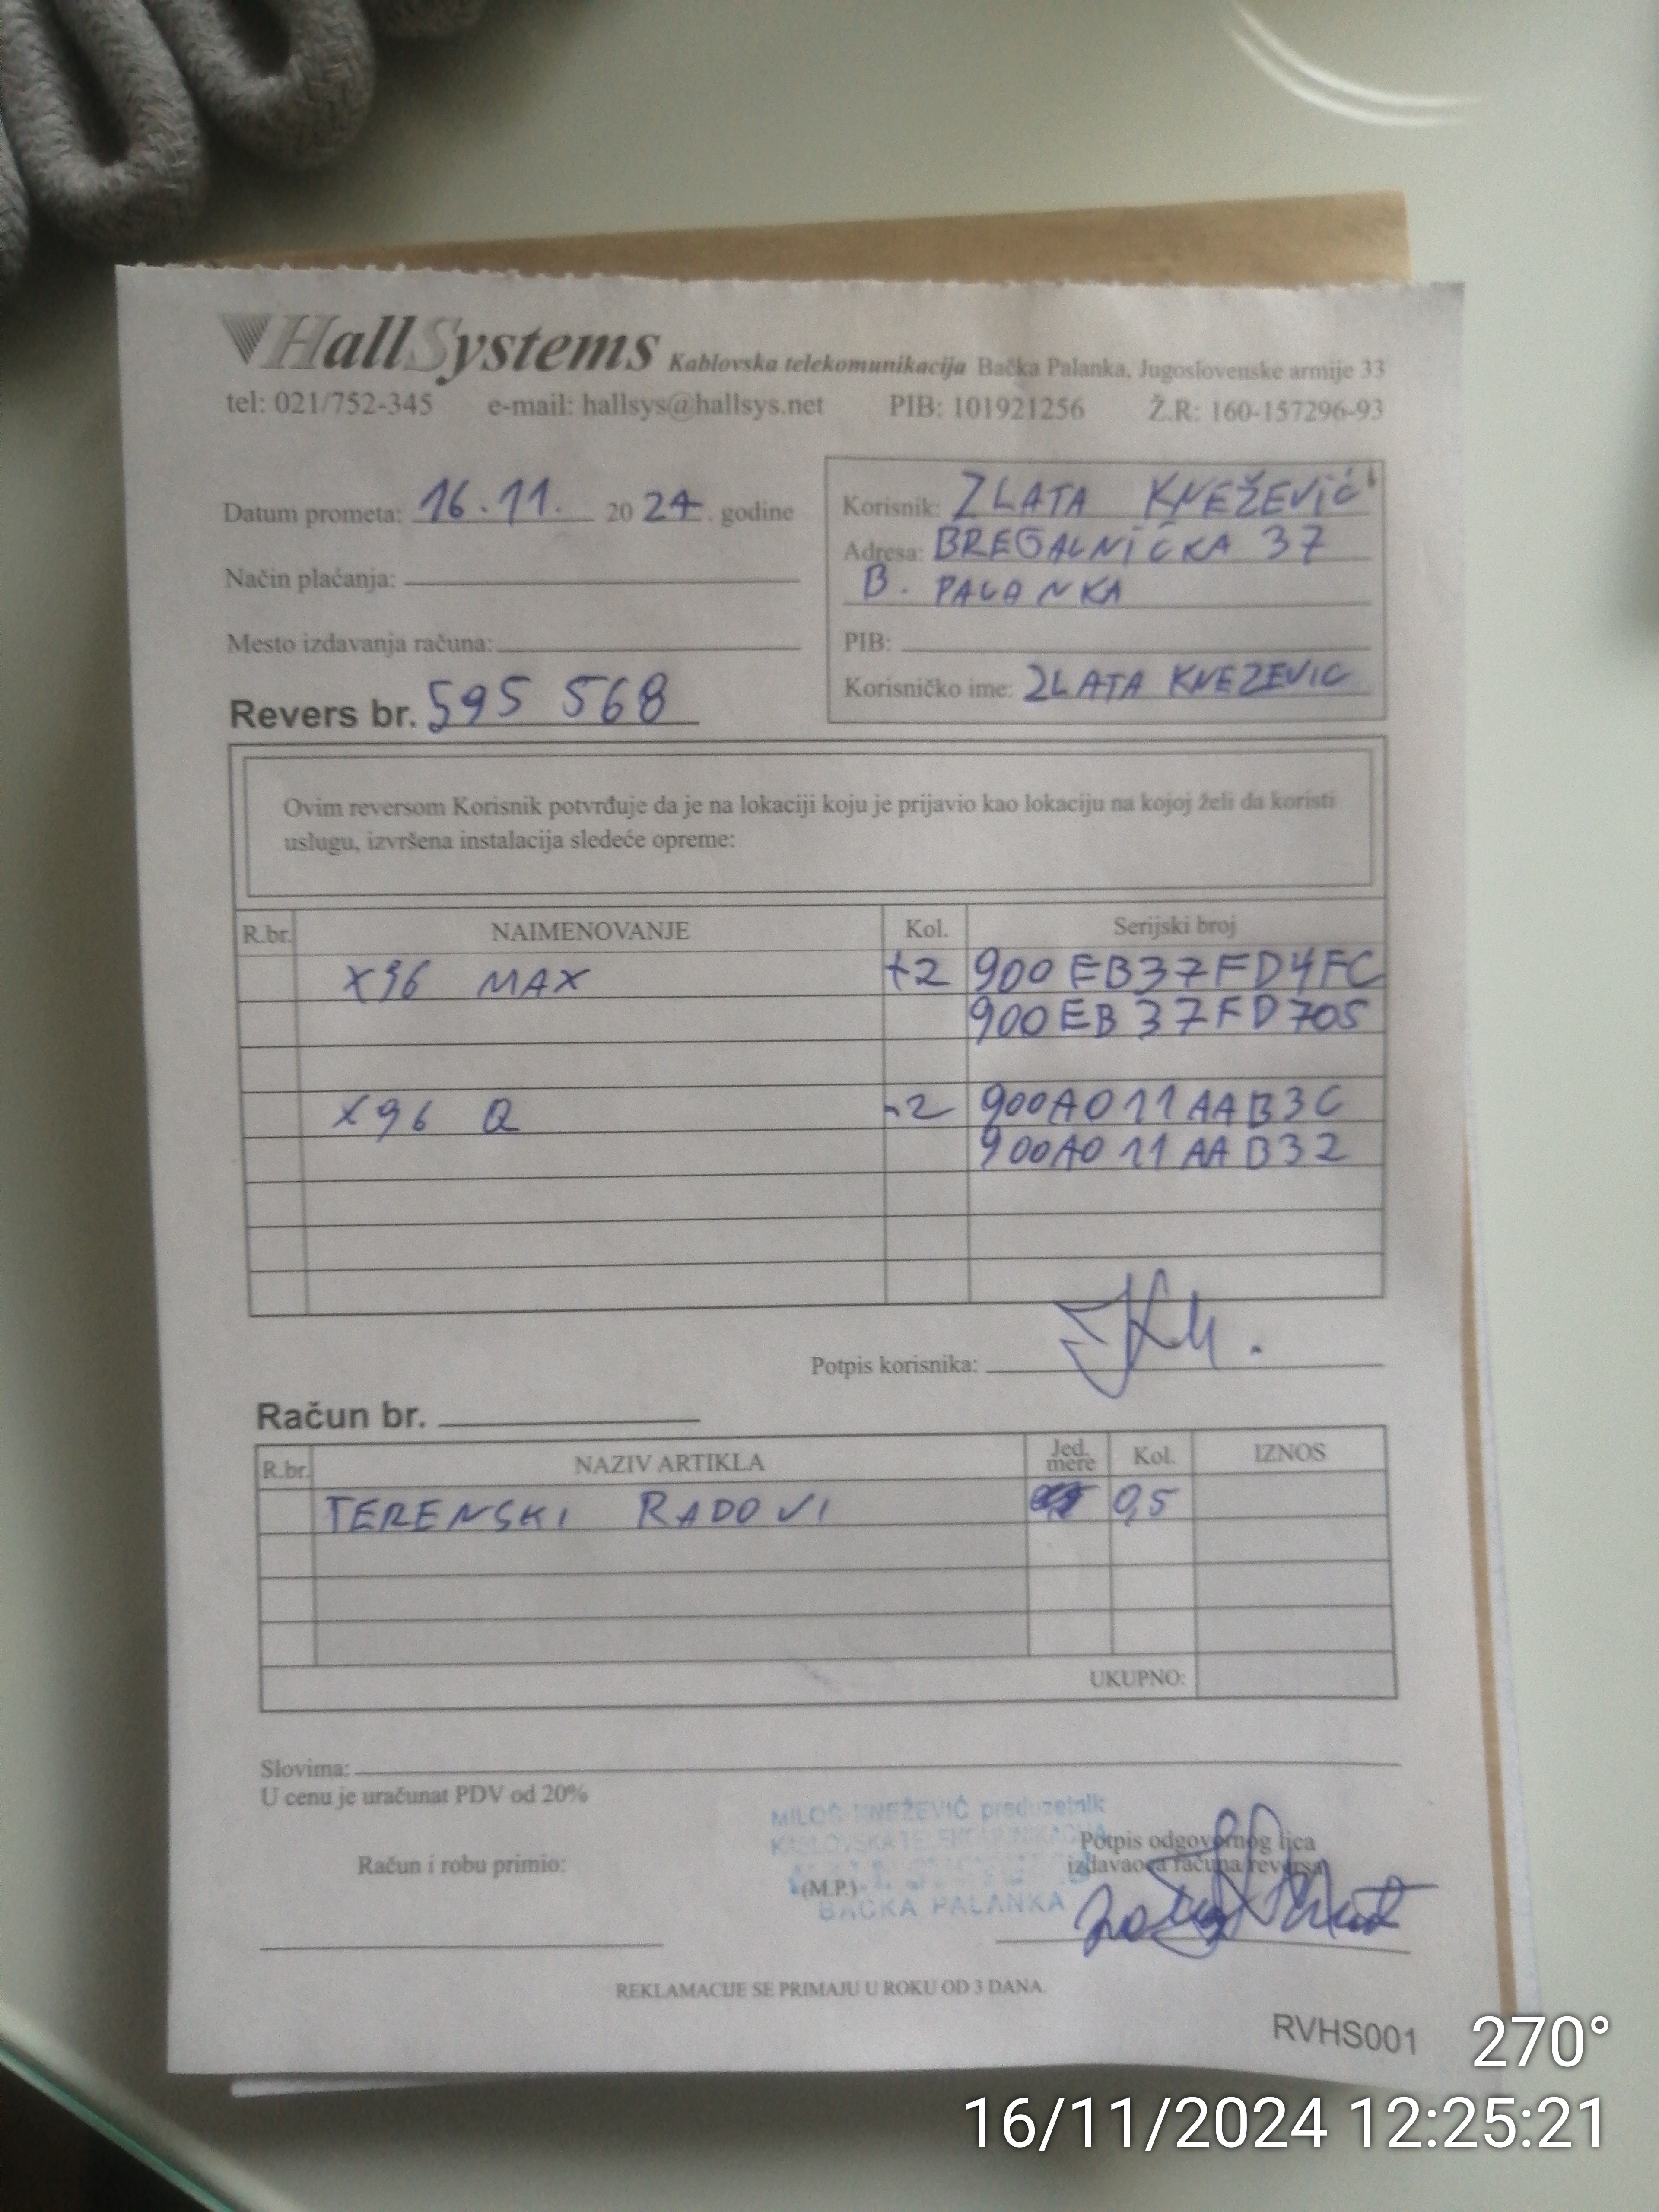 HallSystems Kablovska telekomunikacija Bačka Palanka, Jugoslovenske armije 33
tel: 021/752-345 e-mail: hallsys@hallsys.net PIB: 101921256 Ž.R: 160-157296-93
Datum prometa: 16.11. 2024. godine
Način plaćanja:
Mesto izdavanja računa:
Revers br. 595 568
Korisnik: ZLATA KNEŽEVIĆ
Adresa: BREGALNIČKA 37
B. PALANKA
PIB:
Korisničko ime: ZLATA KNEZEVIC
Ovim reversom Korisnik potvrđuje da je na lokaciji koju je prijavio kao lokaciju na kojoj želi da koristi
uslugu, izvršena instalacija sledeće opreme:
R.br. NAIMENOVANJE Kol. Serijski broj
X96 MAX +2 900EB37FD4FC
900EB37FD705
X96 Q -2 900A011AAB3C
900A011AAB32
Potpis korisnika:
Račun br.
R.br. NAZIV ARTIKLA Jed. mere Kol. IZNOS
TERENSKI RADOVI 0,5
UKUPNO:
Slovima:
U cenu je uračunat PDV od 20%
MILOŠ KNEŽEVIĆ preduzetnik
KABLOVSKA TELEKOMUNIKACIJA
(M.P.)
BAČKA PALANKA
Račun i robu primio:
Potpis odgovornog lica
izdavaoca računa/reversa
REKLAMACIJE SE PRIMAJU U ROKU OD 3 DANA.
RVHS001
270°
16/11/2024 12:25:21